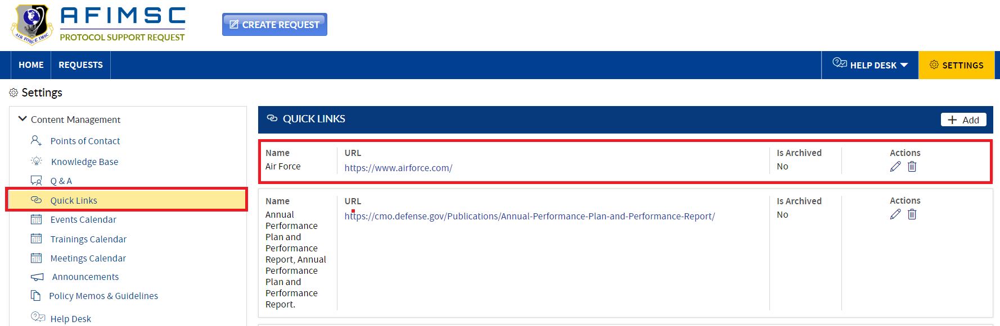 AFIMSC
PROTOCOL SUPPORT REQUEST
AIR FORCE IMSC
CREATE REQUEST
HOME
REQUESTS
HELP DESK
SETTINGS
Settings
Content Management
Points of Contact
Knowledge Base
Q & A
Quick Links
Events Calendar
Trainings Calendar
Meetings Calendar
Announcements
Policy Memos & Guidelines
Help Desk
QUICK LINKS
Add
Name
Air Force
URL
https://www.airforce.com/
Is Archived
No
Actions
Name
Annual
Performance
Plan and
Performance
Report, Annual
Performance
Plan and
Performance
Report.
URL
https://cmo.defense.gov/Publications/Annual-Performance-Plan-and-Performance-Report/
Is Archived
No
Actions